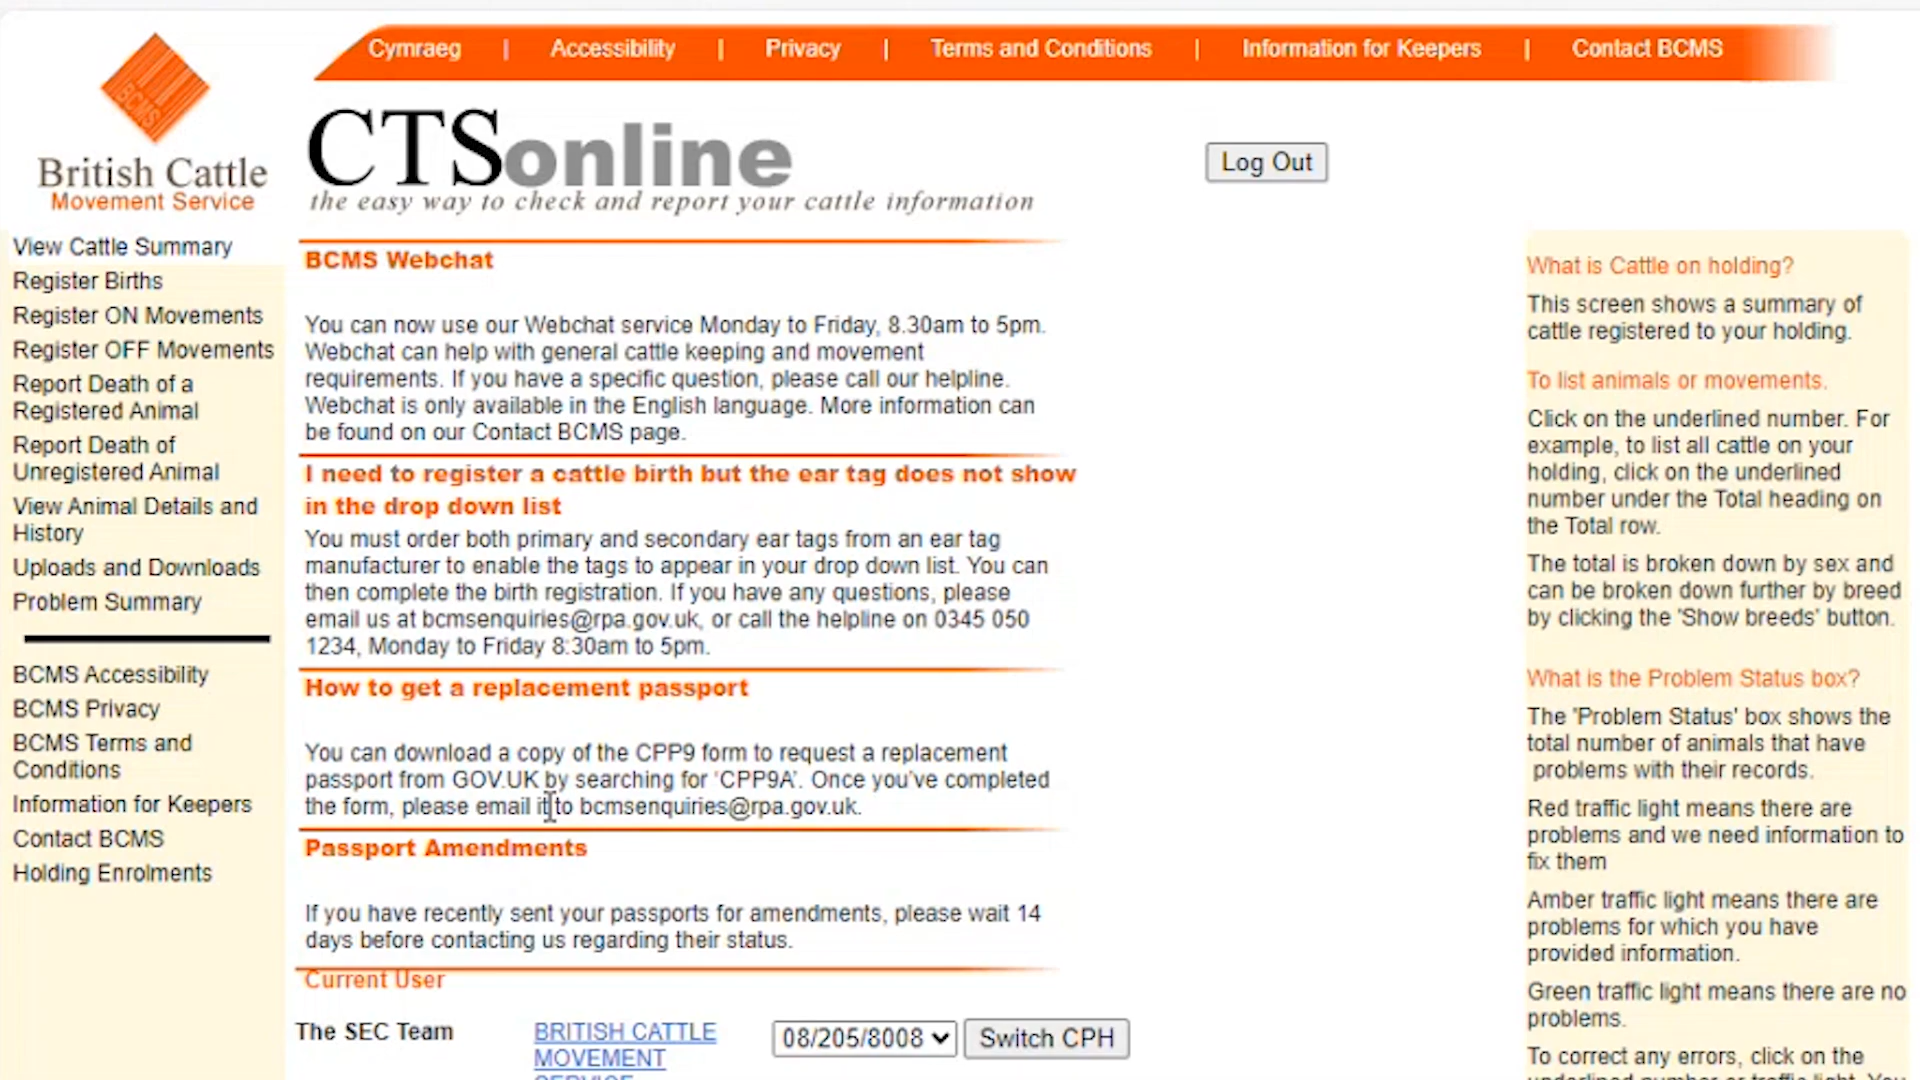 Cymraeg | Accessibility | Privacy | Terms and Conditions | Information for Keepers | Contact BCMS
BCMS
British Cattle
Movement Service
CTSonline
the easy way to check and report your cattle information
Log Out
View Cattle Summary
Register Births
Register ON Movements
Register OFF Movements
Report Death of a
Registered Animal
Report Death of
Unregistered Animal
View Animal Details and
History
Uploads and Downloads
Problem Summary
BCMS Accessibility
BCMS Privacy
BCMS Terms and
Conditions
Information for Keepers
Contact BCMS
Holding Enrolments
BCMS Webchat
You can now use our Webchat service Monday to Friday, 8.30am to 5pm.
Webchat can help with general cattle keeping and movement
requirements. If you have a specific question, please call our helpline.
Webchat is only available in the English language. More information can
be found on our Contact BCMS page.
I need to register a cattle birth but the ear tag does not show
in the drop down list
You must order both primary and secondary ear tags from an ear tag
manufacturer to enable the tags to appear in your drop down list. You can
then complete the birth registration. If you have any questions, please
email us at bcmsenquiries@rpa.gov.uk, or call the helpline on 0345 050
1234, Monday to Friday 8:30am to 5pm.
How to get a replacement passport
You can download a copy of the CPP9 form to request a replacement
passport from GOV.UK by searching for 'CPP9A'. Once you've completed
the form, please email it to bcmsenquiries@rpa.gov.uk.
Passport Amendments
If you have recently sent your passports for amendments, please wait 14
days before contacting us regarding their status.
Current User
The SEC Team
BRITISH CATTLE
MOVEMENT
SERVICE
08/205/8008
Switch CPH
What is Cattle on holding?
This screen shows a summary of
cattle registered to your holding.
To list animals or movements.
Click on the underlined number. For
example, to list all cattle on your
holding, click on the underlined
number under the Total heading on
the Total row.
The total is broken down by sex and
can be broken down further by breed
by clicking the 'Show breeds' button.
What is the Problem Status box?
The 'Problem Status' box shows the
total number of animals that have
problems with their records.
Red traffic light means there are
problems and we need information to
fix them
Amber traffic light means there are
problems for which you have
provided information.
Green traffic light means there are no
problems.
To correct any errors, click on the
underlined number or traffic light. You